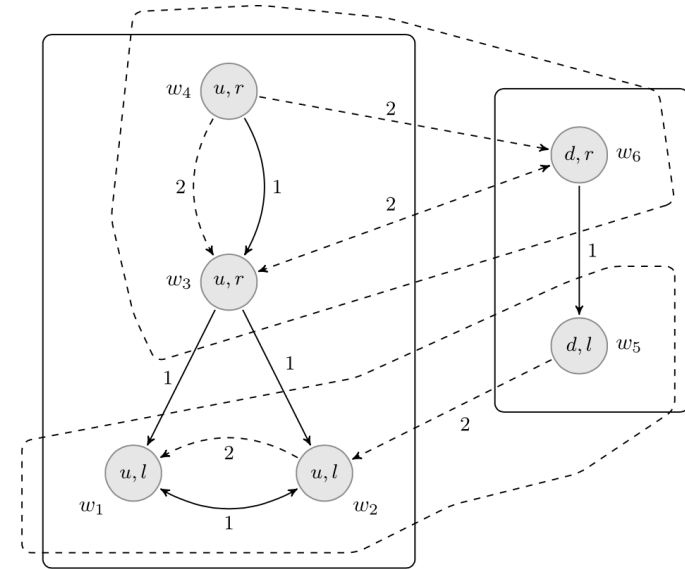 2
w₄ u, r
d, r w₆
2 1
2
1
w₃ u, r
d, l w₅
1 1
2
2
u, l u, l
w₁ w₂
1